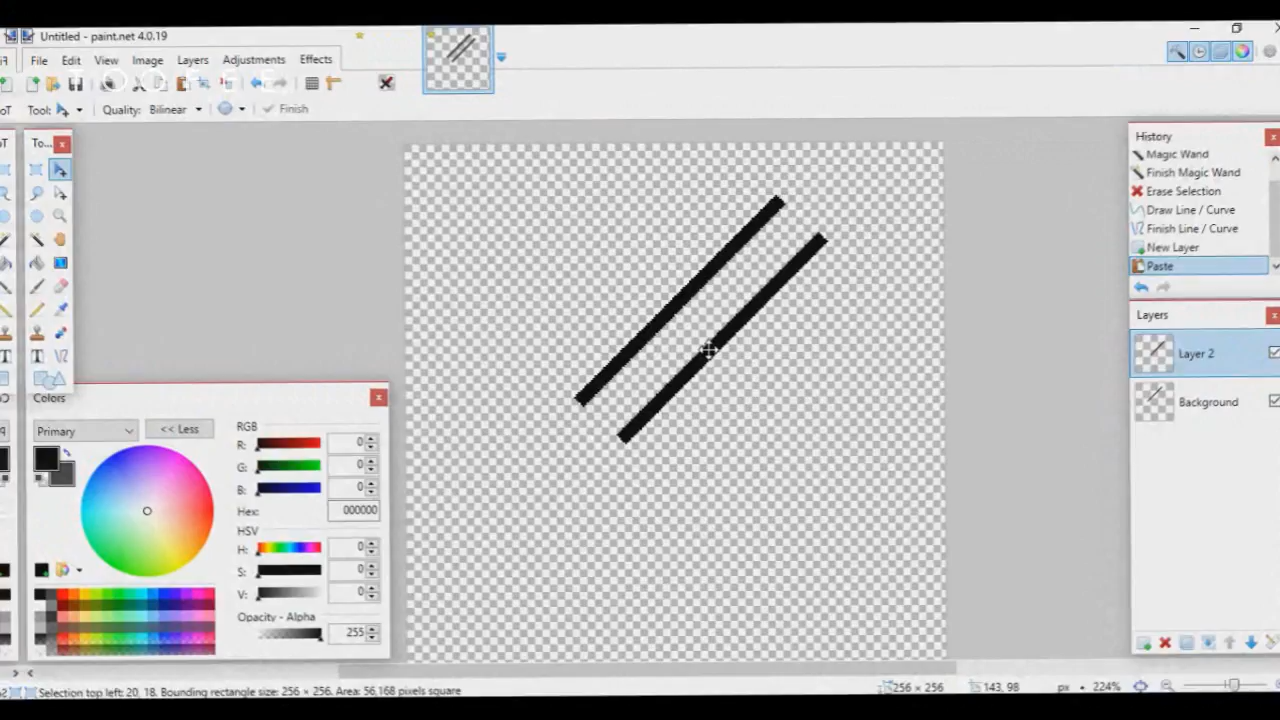 Untitled - paint.net 4.0.19
File Edit View Image Layers Adjustments Effects
Tool: Quality: Bilinear Finish
To...
History
Magic Wand
Finish Magic Wand
Erase Selection
Draw Line / Curve
Finish Line / Curve
New Layer
Paste
Layers
Layer 2
Background
Colors
Primary
<< Less
RGB
R: 0
G: 0
B: 0
Hex: 000000
HSV
H: 0
S: 0
V: 0
Opacity - Alpha
255
Selection top left: 20, 18. Bounding rectangle size: 256 × 256. Area: 56,168 pixels square
256 × 256
143, 98
px
224%